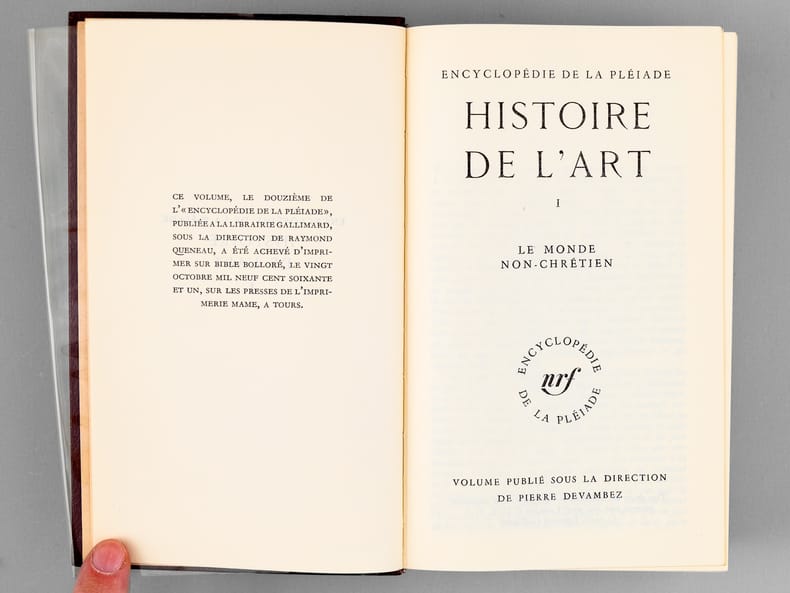 CE VOLUME, LE DOUZIÈME DE
L'« ENCYCLOPÉDIE DE LA PLÉIADE»,
PUBLIÉE A LA LIBRAIRIE GALLIMARD,
SOUS LA DIRECTION DE RAYMOND
QUENEAU, A ÉTÉ ACHEVÉ D'IMPRI-
MER SUR BIBLE BOLLORÉ, LE VINGT
OCTOBRE MIL NEUF CENT SOIXANTE
ET UN, SUR LES PRESSES DE L'IMPRI-
MERIE MAME, A TOURS.
ENCYCLOPÉDIE DE LA PLÉIADE
HISTOIRE
DE L'ART
I
LE MONDE
NON-CHRÉTIEN
ENCYCLOPÉDIE
nrf
DE LA PLÉIADE
VOLUME PUBLIÉ SOUS LA DIRECTION
DE PIERRE DEVAMBEZ